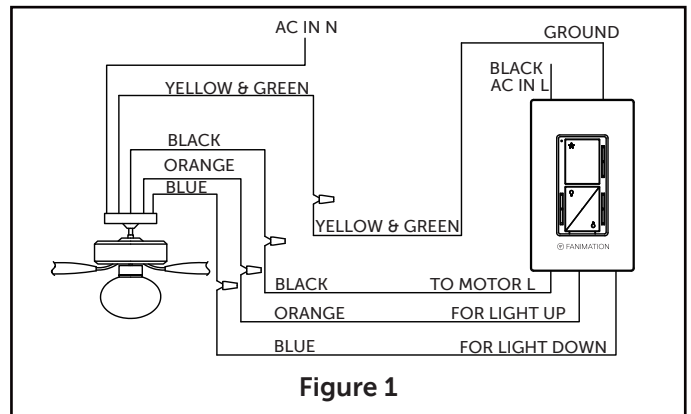 AC IN N
GROUND
BLACK
AC IN L
YELLOW & GREEN
BLACK
ORANGE
BLUE
YELLOW & GREEN
FANIMATION
BLACK
TO MOTOR L
ORANGE
FOR LIGHT UP
BLUE
FOR LIGHT DOWN
Figure 1